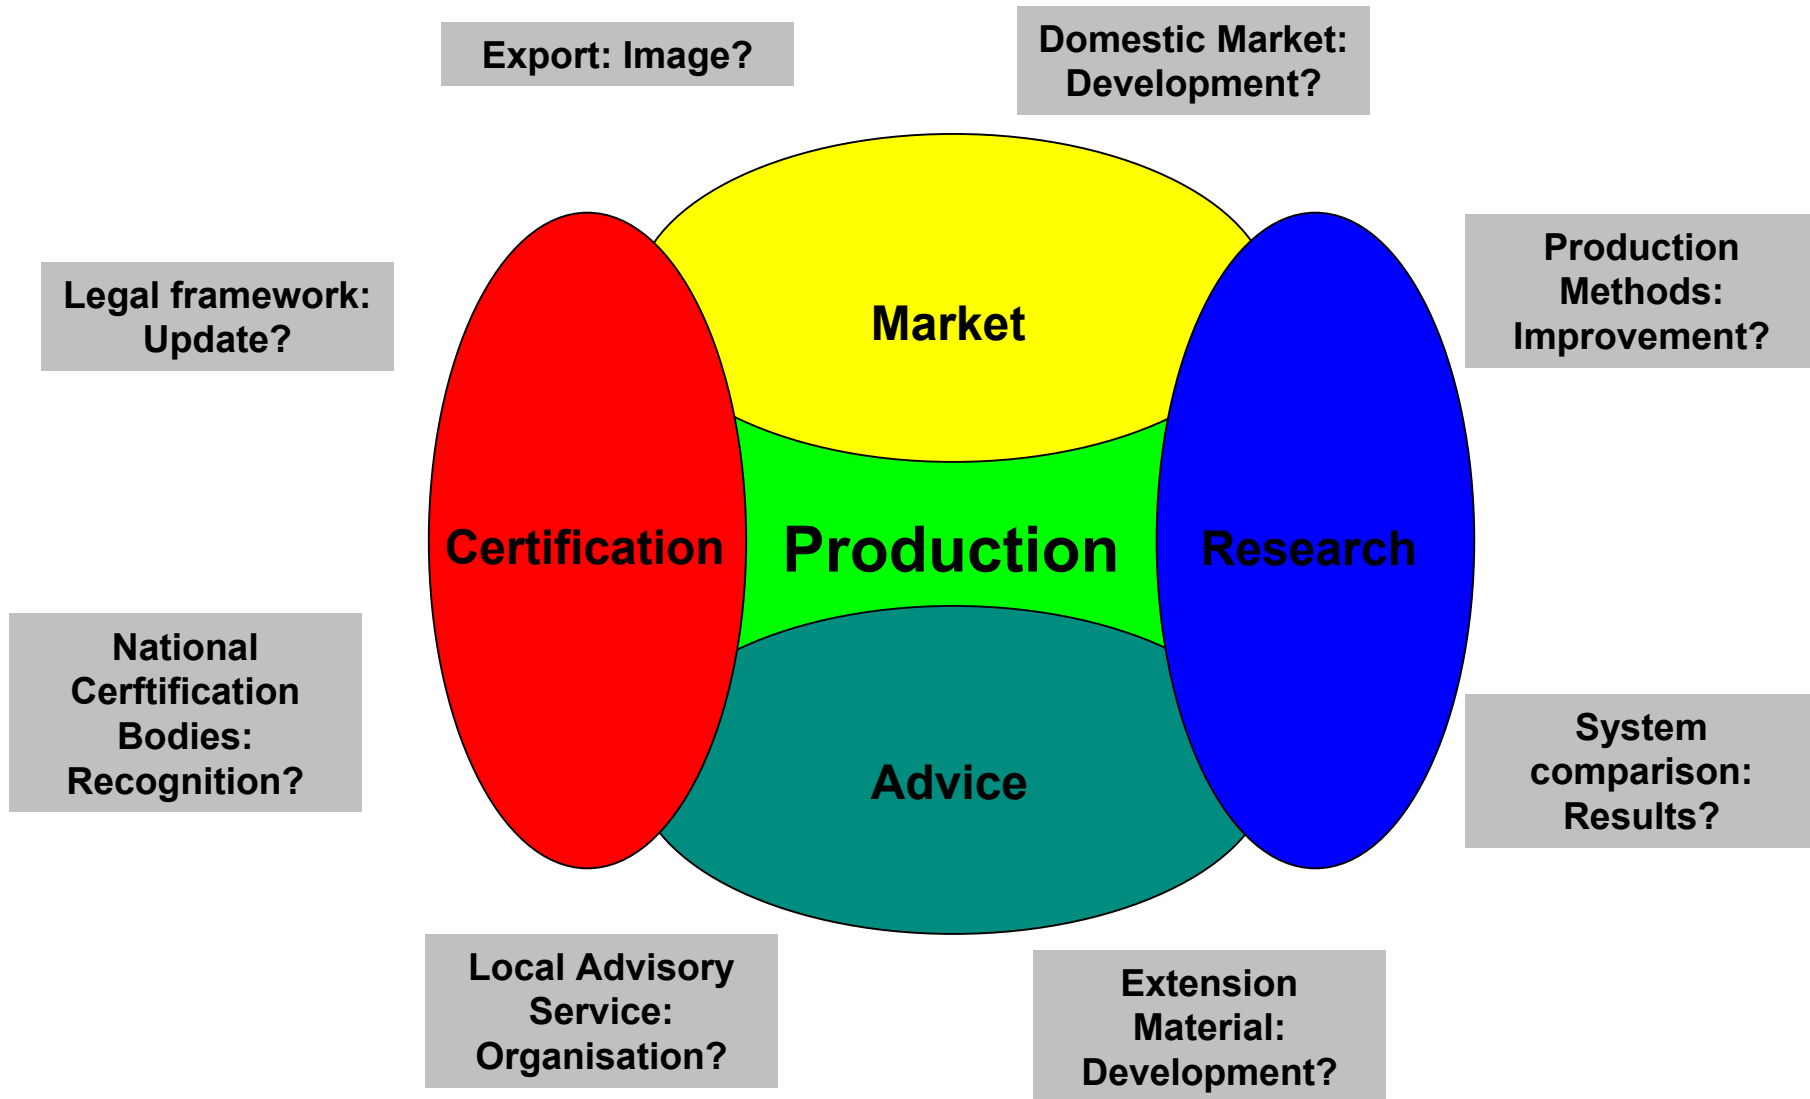 Export: Image?
Domestic Market:
Development?
Legal framework:
Update?
Market
Production
Methods:
Improvement?
Certification
Production
Research
National
Cerftification
Bodies:
Recognition?
Advice
System
comparison:
Results?
Local Advisory
Service:
Organisation?
Extension
Material:
Development?